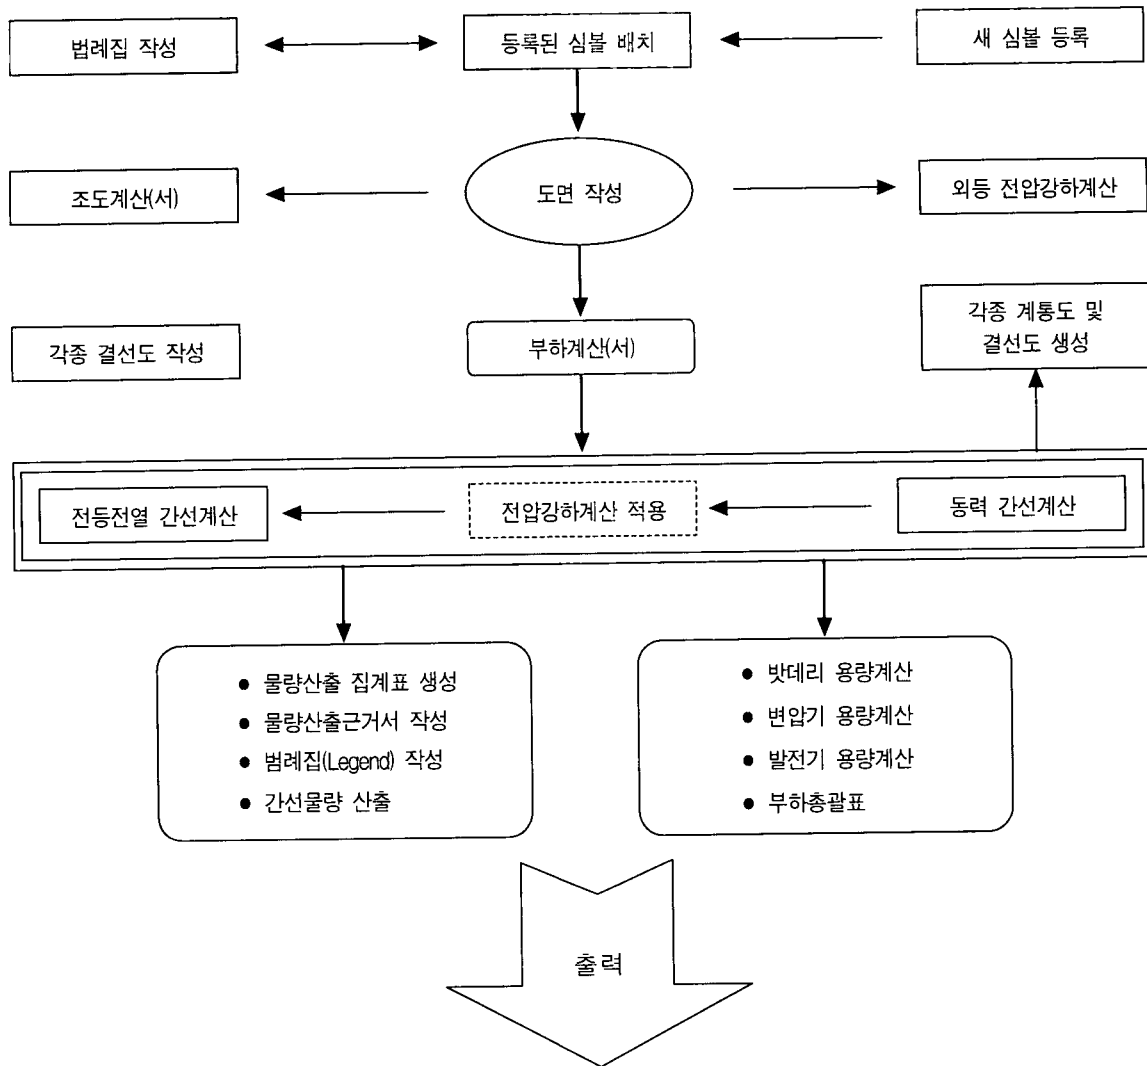 범례집 작성
등록된 심볼 배치
새 심볼 등록
조도계산(서)
도면 작성
외등 전압강하계산
각종 결선도 작성
부하계산(서)
각종 계통도 및
결선도 생성
전등전열 간선계산
전압강하계산 적용
동력 간선계산
● 물량산출 집계표 생성
● 물량산출근거서 작성
● 범례집(Legend) 작성
● 간선물량 산출
● 밧데리 용량계산
● 변압기 용량계산
● 발전기 용량계산
● 부하총괄표
출력